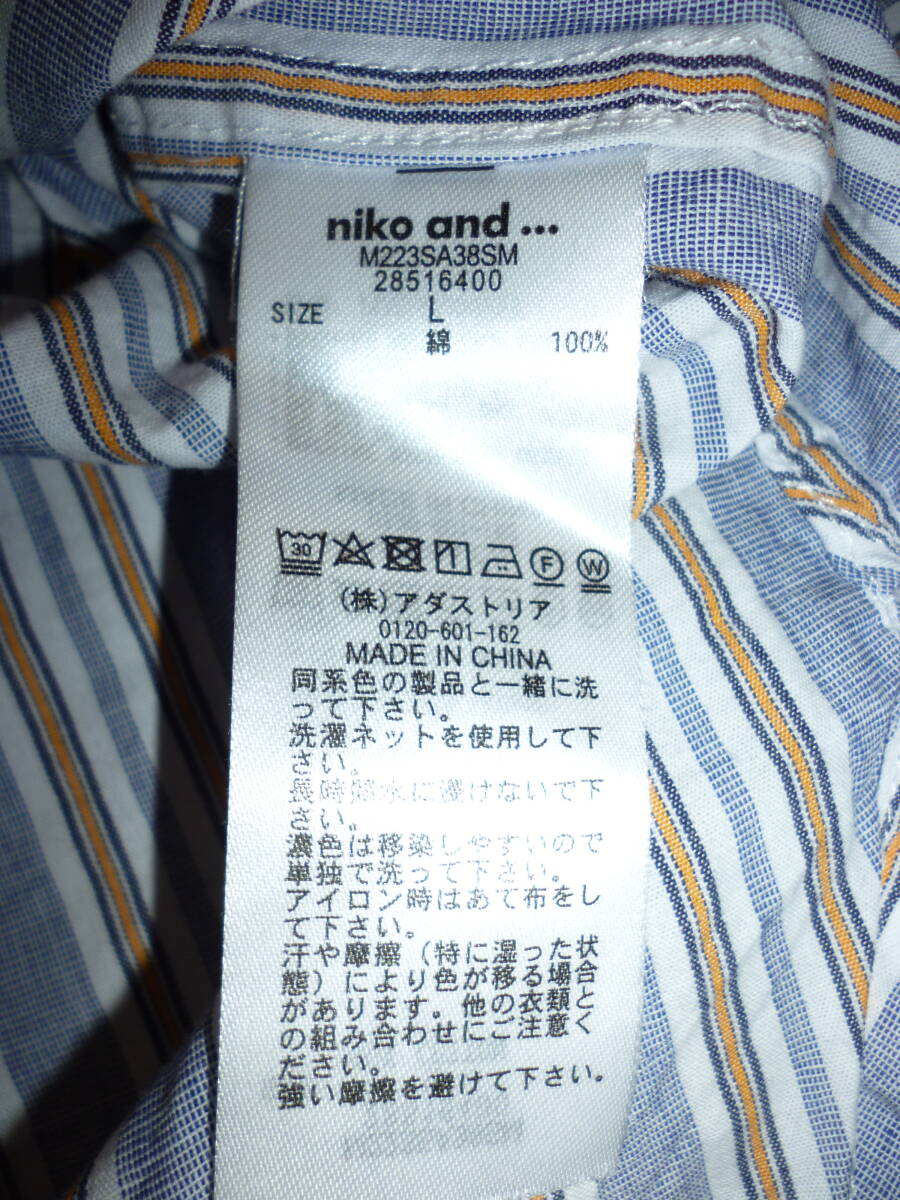 niko and ...
M223SA38SM
28516400
SIZE L
綿 100%
30 F W
(株)アダストリア
0120-601-162
MADE IN CHINA
同系色の製品と一緒に洗
って下さい。
洗濯ネットを使用して下
さい。
長時間水に漬けないで下
さい。
濃色は移染しやすいので
単独で洗って下さい。
アイロン時はあて布をし
て下さい。
汗や摩擦(特に湿った状
態)により色が移る場合
があります。他の衣類と
の組み合わせにご注意く
ださい。
強い摩擦を避けて下さい。